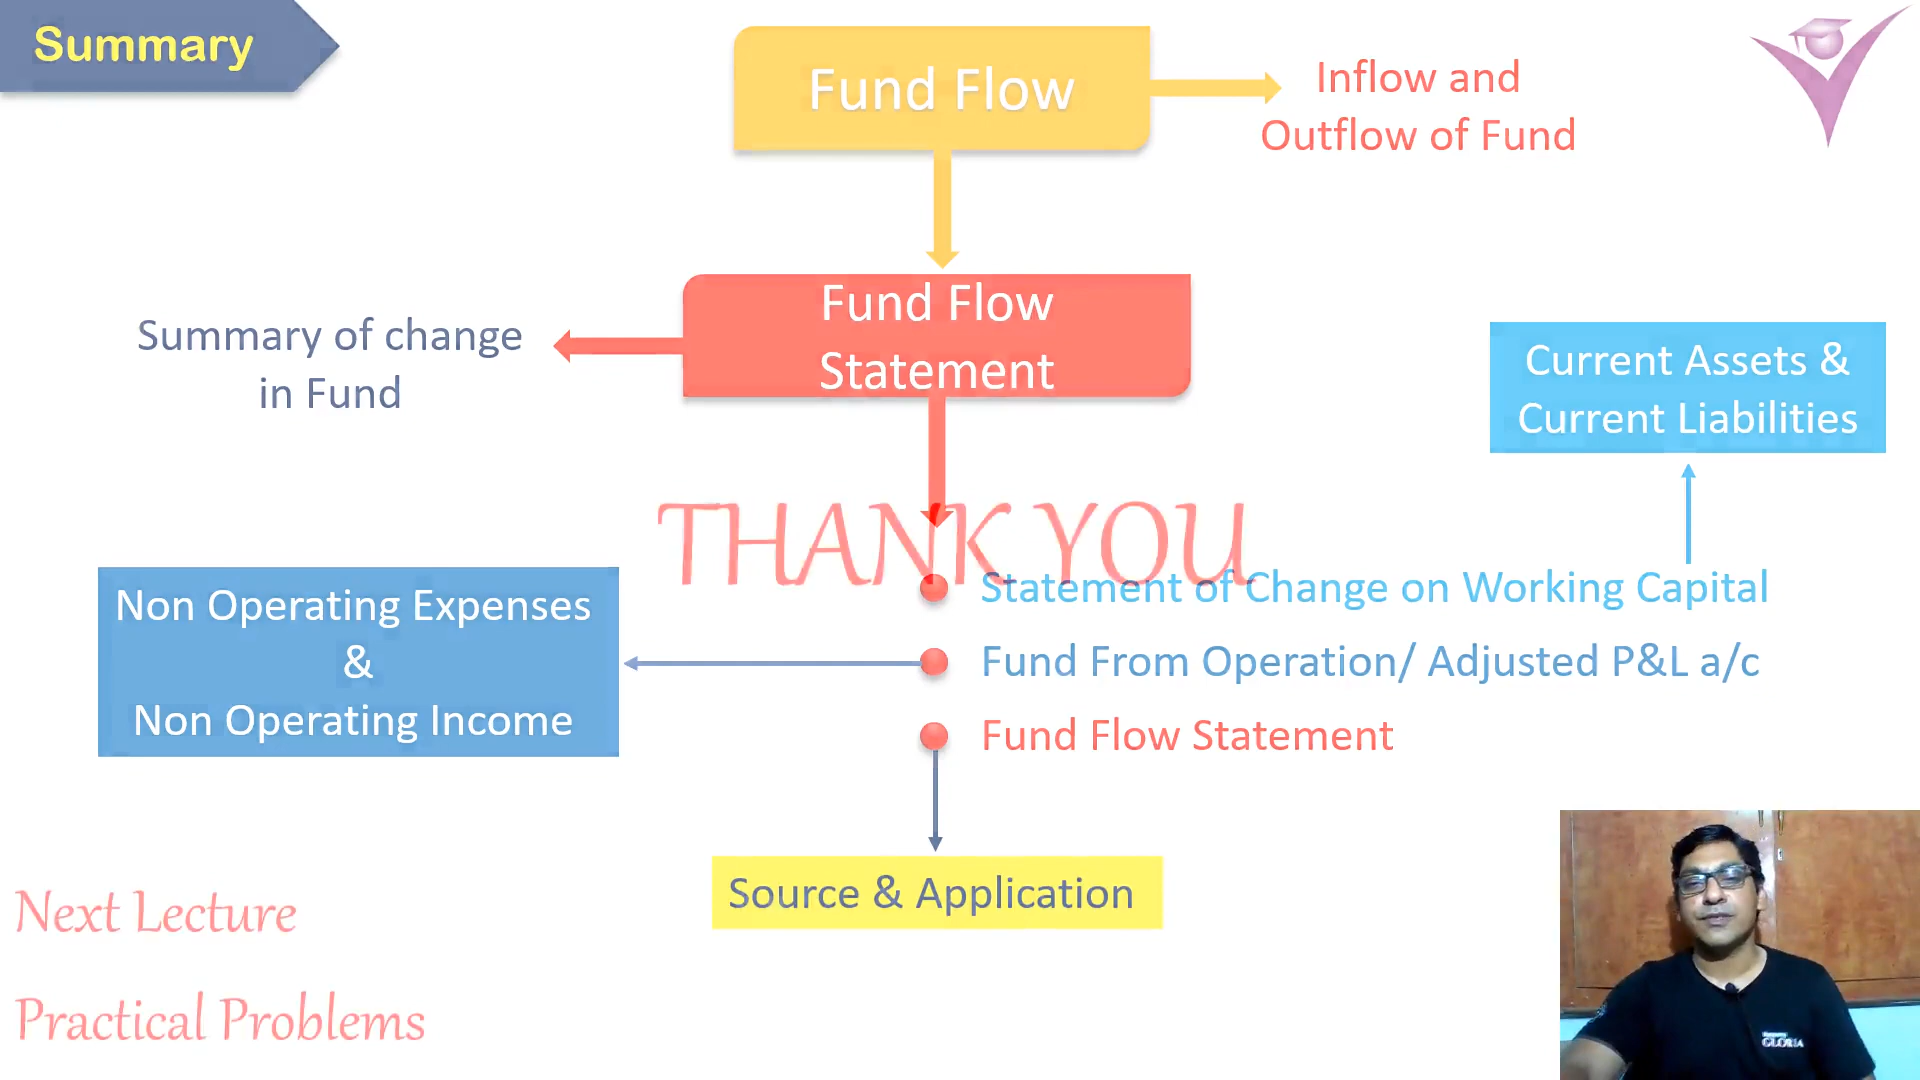 Summary
Fund Flow
Inflow and
Outflow of Fund
Fund Flow
Statement
Summary of change
in Fund
Current Assets &
Current Liabilities
THANK YOU
Statement of Change on Working Capital
Non Operating Expenses
&
Non Operating Income
Fund From Operation/ Adjusted P&L a/c
Fund Flow Statement
Source & Application
Next Lecture
Practical Problems
GLORIA